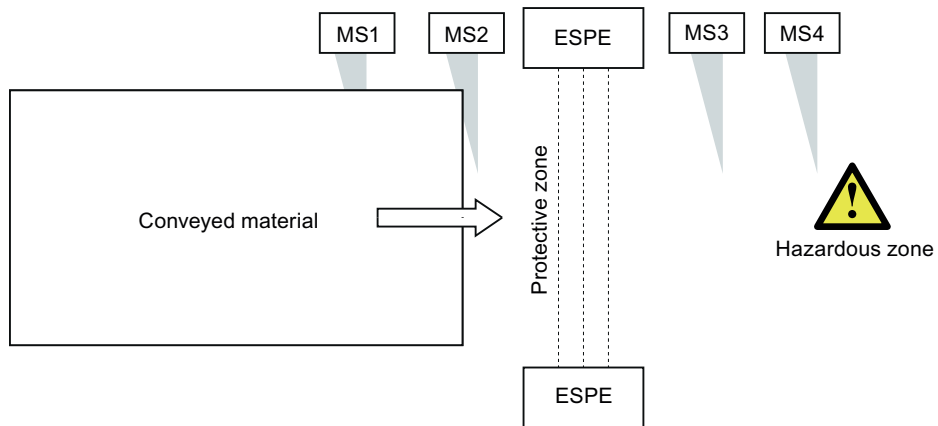 MS1
MS2
ESPE
MS3
MS4
Protective zone
Conveyed material
Hazardous zone
ESPE